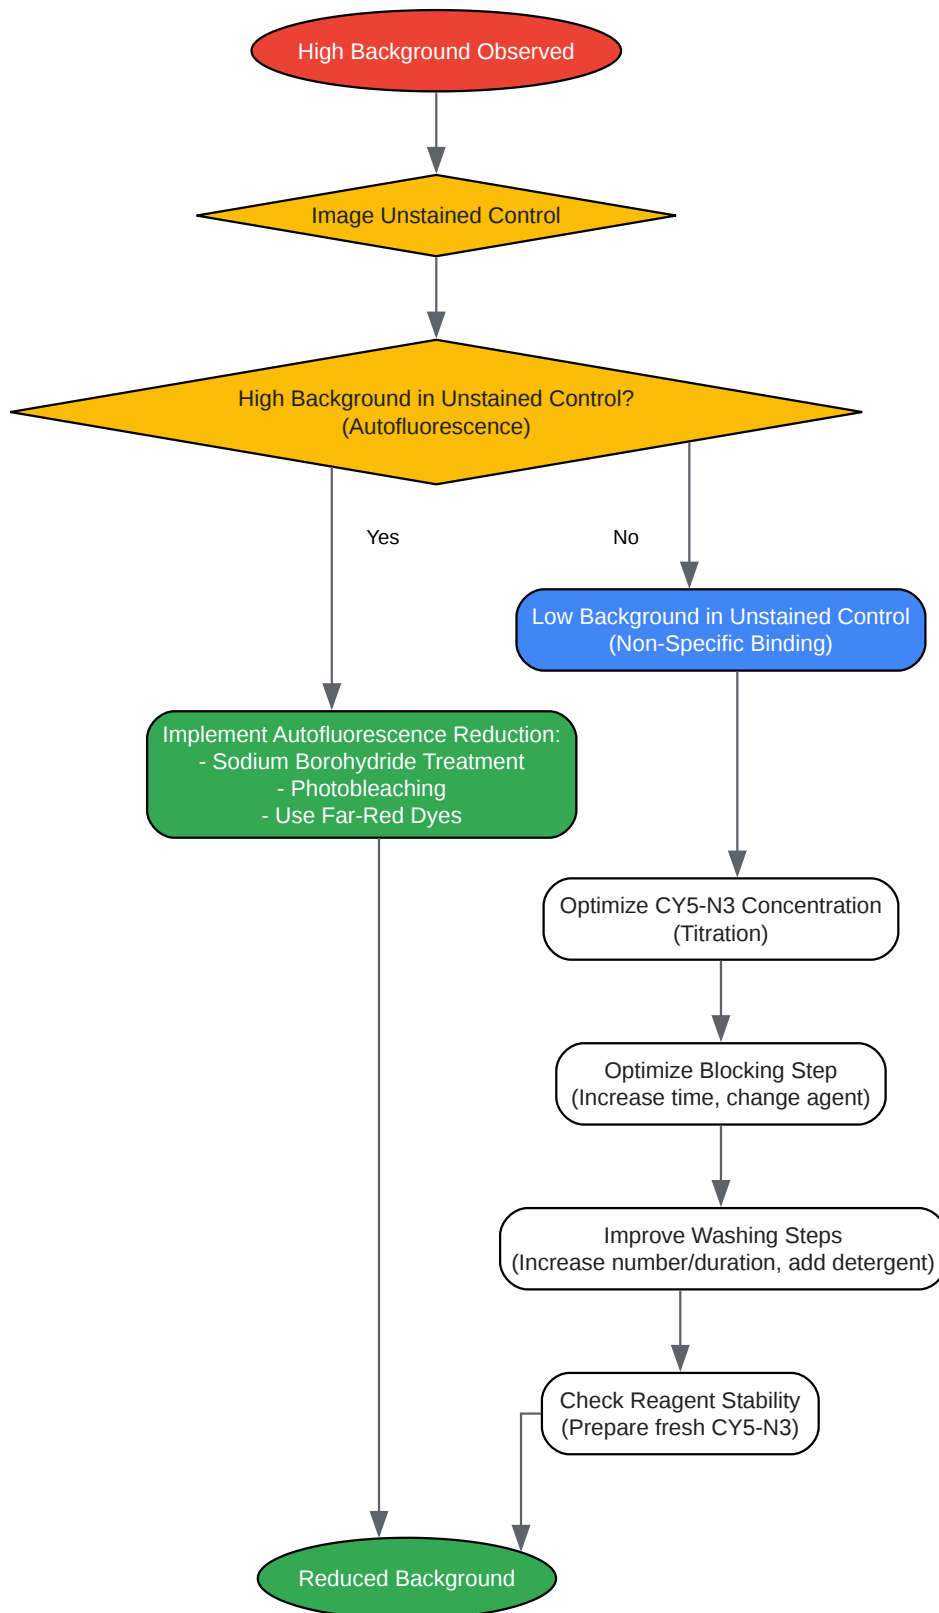 High Background Observed
Image Unstained Control
High Background in Unstained Control?
(Autofluorescence)
Yes
No
Low Background in Unstained Control
(Non-Specific Binding)
Implement Autofluorescence Reduction:
- Sodium Borohydride Treatment
- Photobleaching
- Use Far-Red Dyes
Optimize CY5-N3 Concentration
(Titration)
Optimize Blocking Step
(Increase time, change agent)
Improve Washing Steps
(Increase number/duration, add detergent)
Check Reagent Stability
(Prepare fresh CY5-N3)
Reduced Background